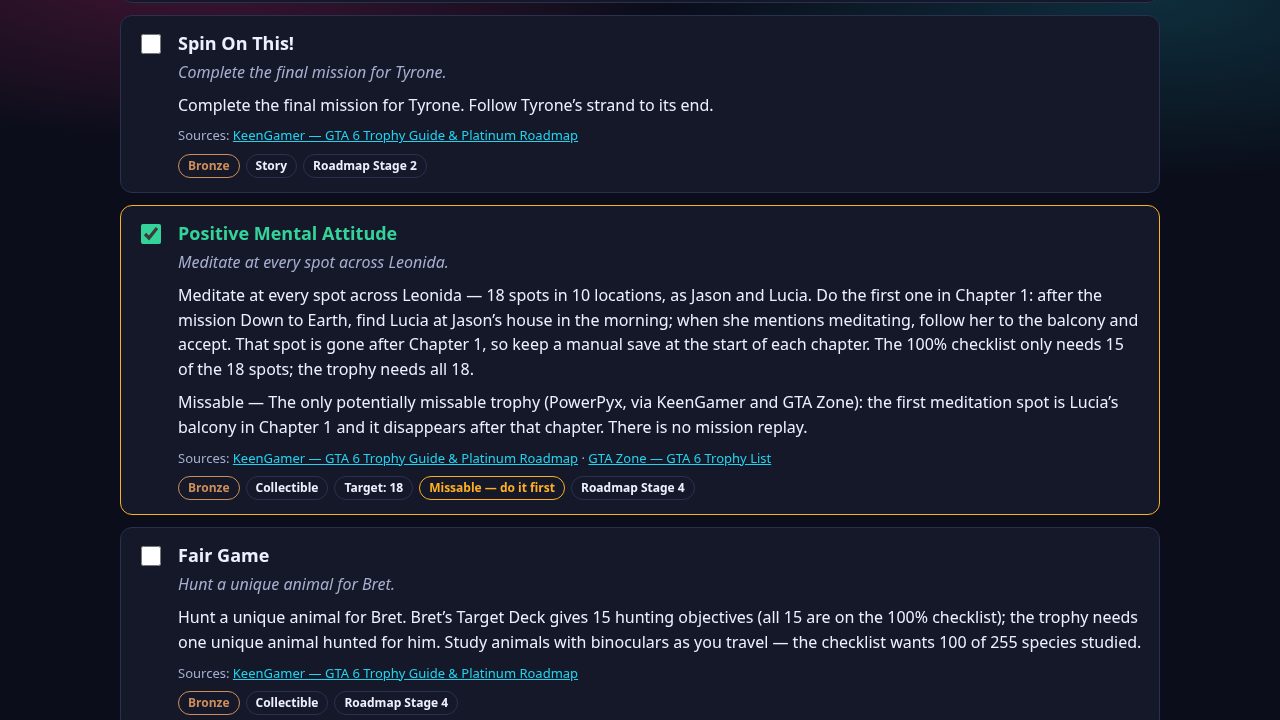 Spin On This!
Complete the final mission for Tyrone.
Complete the final mission for Tyrone. Follow Tyrone’s strand to its end.
Sources: KeenGamer — GTA 6 Trophy Guide & Platinum Roadmap
Bronze Story Roadmap Stage 2
Positive Mental Attitude
Meditate at every spot across Leonida.
Meditate at every spot across Leonida — 18 spots in 10 locations, as Jason and Lucia. Do the first one in Chapter 1: after the
mission Down to Earth, find Lucia at Jason’s house in the morning; when she mentions meditating, follow her to the balcony and
accept. That spot is gone after Chapter 1, so keep a manual save at the start of each chapter. The 100% checklist only needs 15
of the 18 spots; the trophy needs all 18.
Missable — The only potentially missable trophy (PowerPyx, via KeenGamer and GTA Zone): the first meditation spot is Lucia’s
balcony in Chapter 1 and it disappears after that chapter. There is no mission replay.
Sources: KeenGamer — GTA 6 Trophy Guide & Platinum Roadmap · GTA Zone — GTA 6 Trophy List
Bronze Collectible Target: 18 Missable — do it first Roadmap Stage 4
Fair Game
Hunt a unique animal for Bret.
Hunt a unique animal for Bret. Bret’s Target Deck gives 15 hunting objectives (all 15 are on the 100% checklist); the trophy needs
one unique animal hunted for him. Study animals with binoculars as you travel — the checklist wants 100 of 255 species studied.
Sources: KeenGamer — GTA 6 Trophy Guide & Platinum Roadmap
Bronze Collectible Roadmap Stage 4